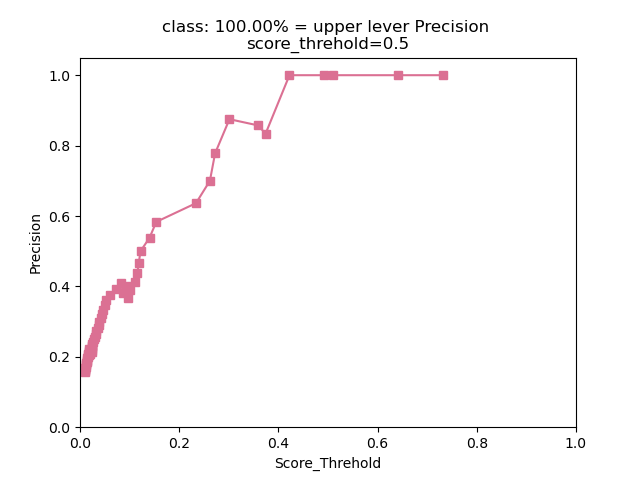 class: 100.00% = upper lever Precision
score_threhold=0.5
1.0
0.8
0.6
0.4
0.2
0.0
Precision
0.0 0.2 0.4 0.6 0.8 1.0
Score_Threhold